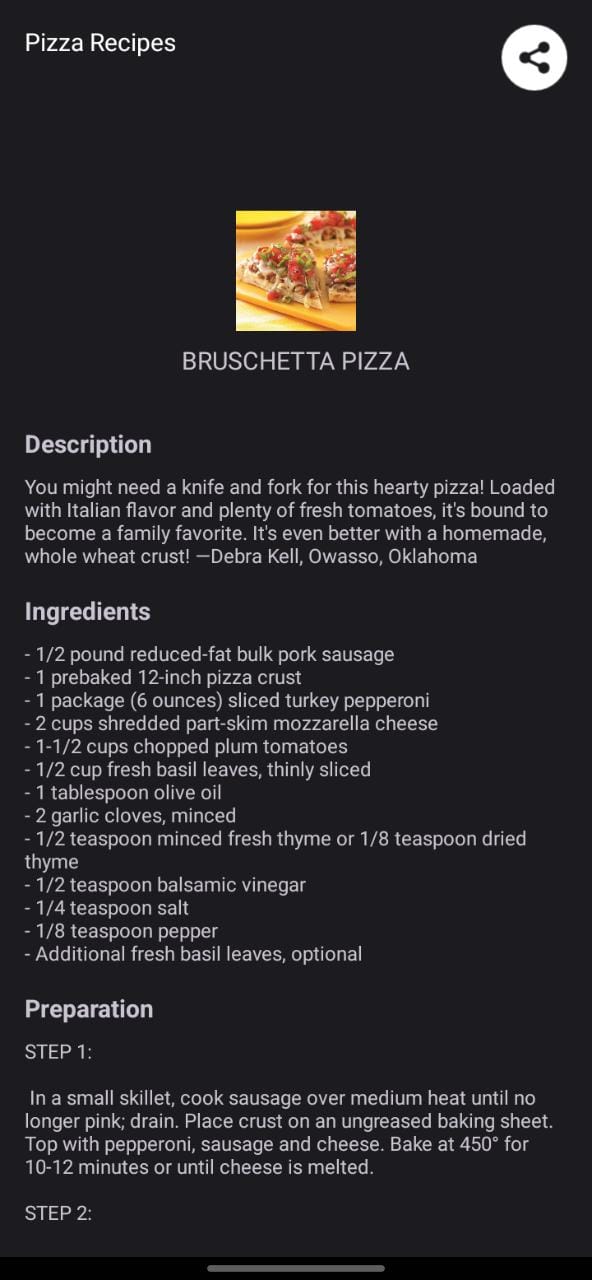 Pizza Recipes
BRUSCHETTA PIZZA
Description
You might need a knife and fork for this hearty pizza! Loaded
with Italian flavor and plenty of fresh tomatoes, it's bound to
become a family favorite. It's even better with a homemade,
whole wheat crust! —Debra Kell, Owasso, Oklahoma
Ingredients
- 1/2 pound reduced-fat bulk pork sausage
- 1 prebaked 12-inch pizza crust
- 1 package (6 ounces) sliced turkey pepperoni
- 2 cups shredded part-skim mozzarella cheese
- 1-1/2 cups chopped plum tomatoes
- 1/2 cup fresh basil leaves, thinly sliced
- 1 tablespoon olive oil
- 2 garlic cloves, minced
- 1/2 teaspoon minced fresh thyme or 1/8 teaspoon dried
thyme
- 1/2 teaspoon balsamic vinegar
- 1/4 teaspoon salt
- 1/8 teaspoon pepper
- Additional fresh basil leaves, optional
Preparation
STEP 1:
In a small skillet, cook sausage over medium heat until no
longer pink; drain. Place crust on an ungreased baking sheet.
Top with pepperoni, sausage and cheese. Bake at 450° for
10-12 minutes or until cheese is melted.
STEP 2: